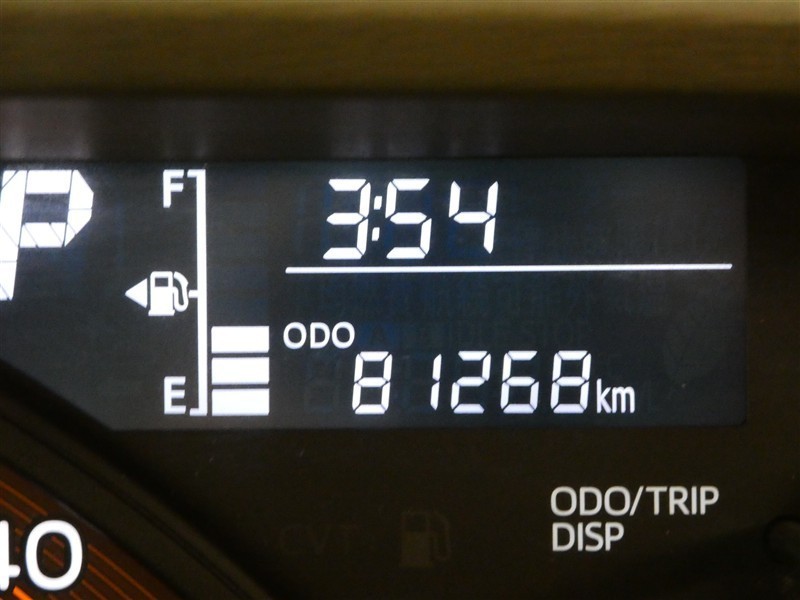 P
F
3:54
ODO
E
81268km
ODO/TRIP
DISP
40